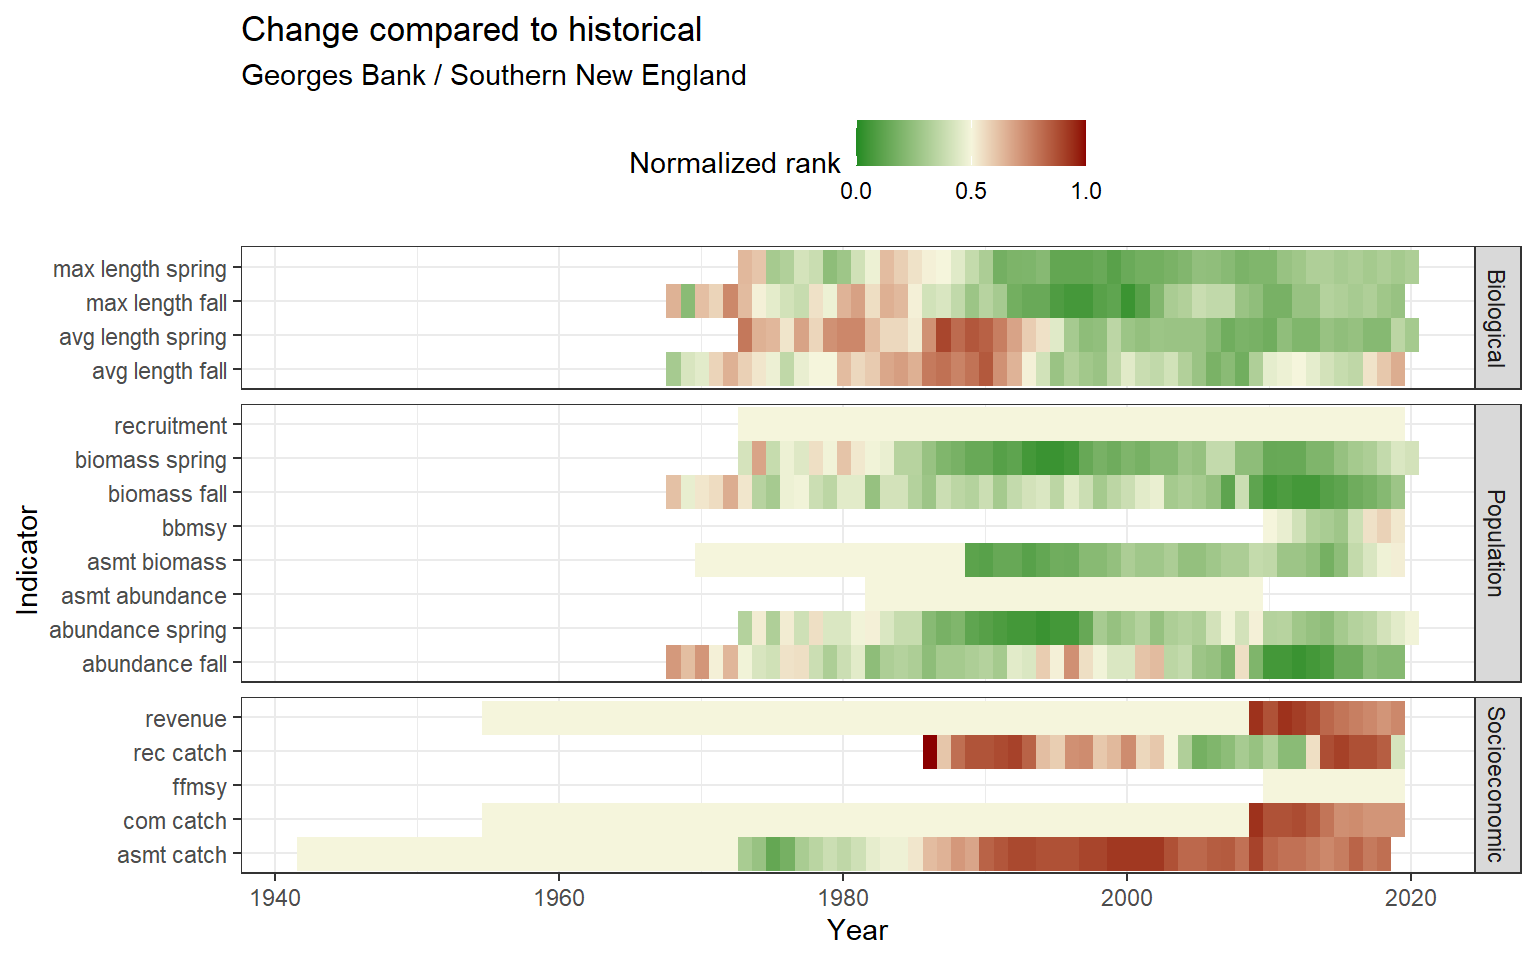 Change compared to historical
Georges Bank / Southern New England
Normalized rank
0.0 0.5 1.0
max length spring
max length fall
avg length spring
avg length fall
Biological
recruitment
biomass spring
biomass fall
bbmsy
asmt biomass
asmt abundance
abundance spring
abundance fall
Population
Indicator
revenue
rec catch
ffmsy
com catch
asmt catch
Socioeconomic
1940 1960 1980 2000 2020
Year